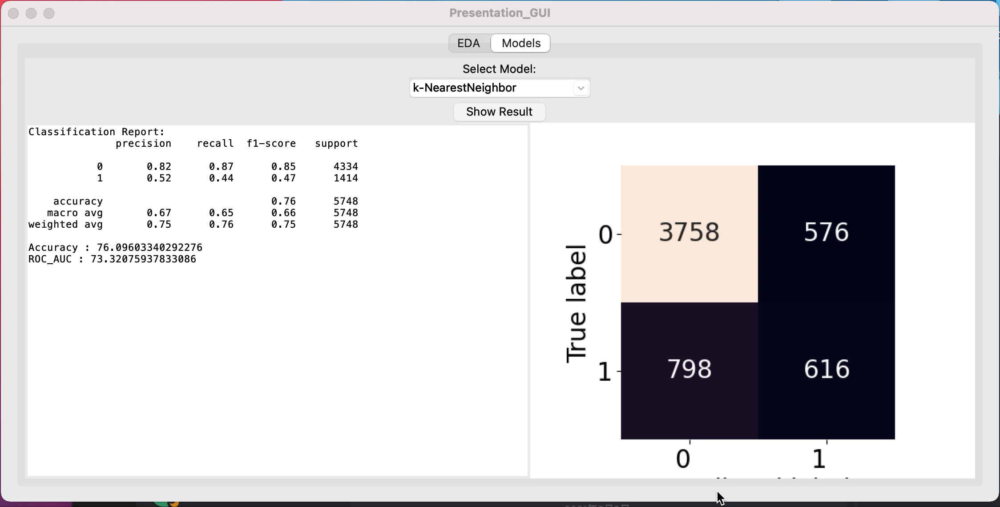 Presentation_GUI
EDA Models
Select Model:
k-NearestNeighbor
Show Result
Classification Report:
precision recall f1-score support
0 0.82 0.87 0.85 4334
1 0.52 0.44 0.47 1414
accuracy 0.76 5748
macro avg 0.67 0.65 0.66 5748
weighted avg 0.75 0.76 0.75 5748
Accuracy : 76.09603340292276
ROC_AUC : 73.32075937833086
True label
0 3758 576
1 798 616
0 1